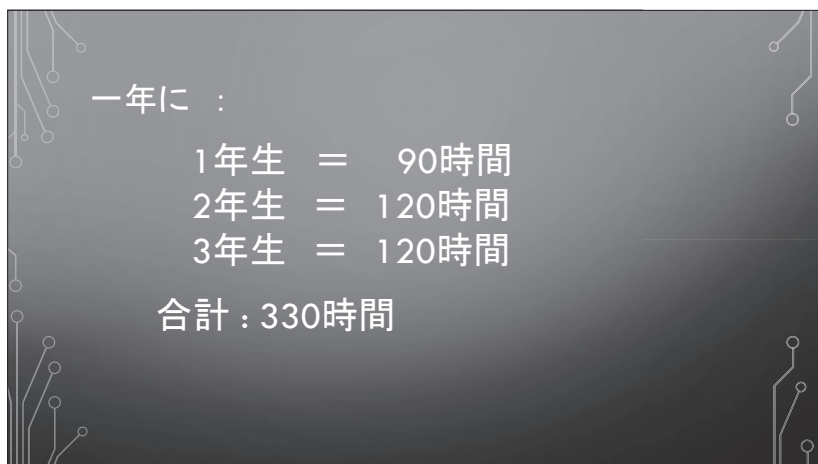 一年に ：
1年生 ＝ 90時間
2年生 ＝ 120時間
3年生 ＝ 120時間
合計：330時間